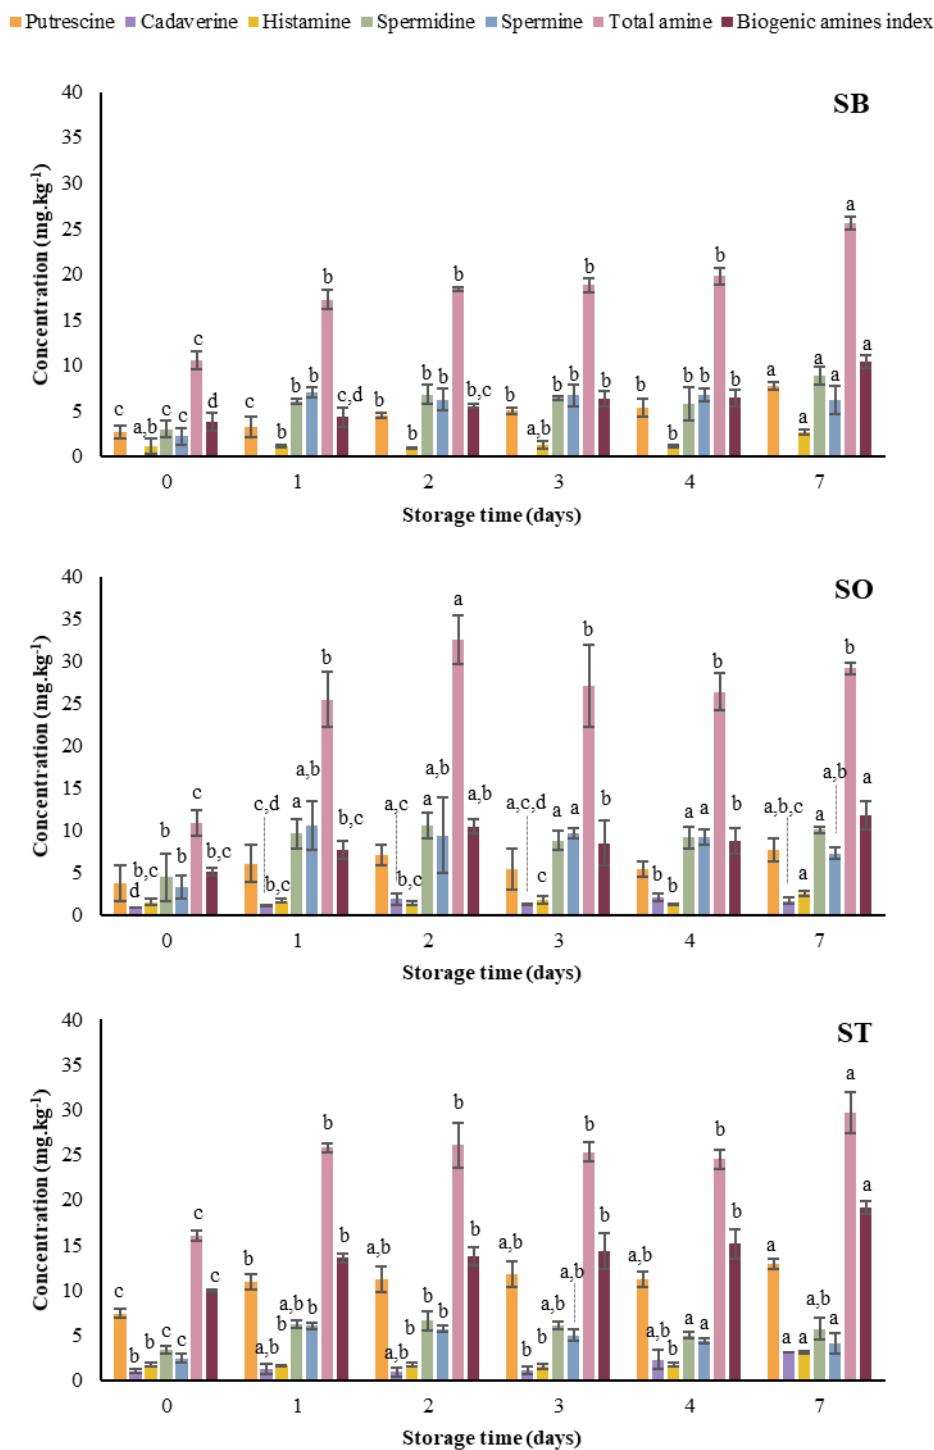 Putrescine Cadaverine Histamine Spermidine Spermine Total amine Biogenic amines index
SB
Concentration (mg.kg-1)
40
35
30
25
20
15
10
5
0
c a,b c c c d
c b b b b c,d
b b b b b b,c
b a,b b b b b
b b b b b b
a a a a a a
0 1 2 3 4 7
Storage time (days)
SO
Concentration (mg.kg-1)
40
35
30
25
20
15
10
5
0
d b,c b b c b,c
c,d b,c a a,b b b,c
a,c b,c a a,b a a,b
a,c,d c a a b b
b b a a b b
a,b,c a a a,b b a
0 1 2 3 4 7
Storage time (days)
ST
Concentration (mg.kg-1)
40
35
30
25
20
15
10
5
0
c b b c c c c
b a,b b a,b b b b
a,b a,b b b b b b
a,b b b a,b a,b b b
a,b a,b b a a b b
a a a a,b a a a
0 1 2 3 4 7
Storage time (days)